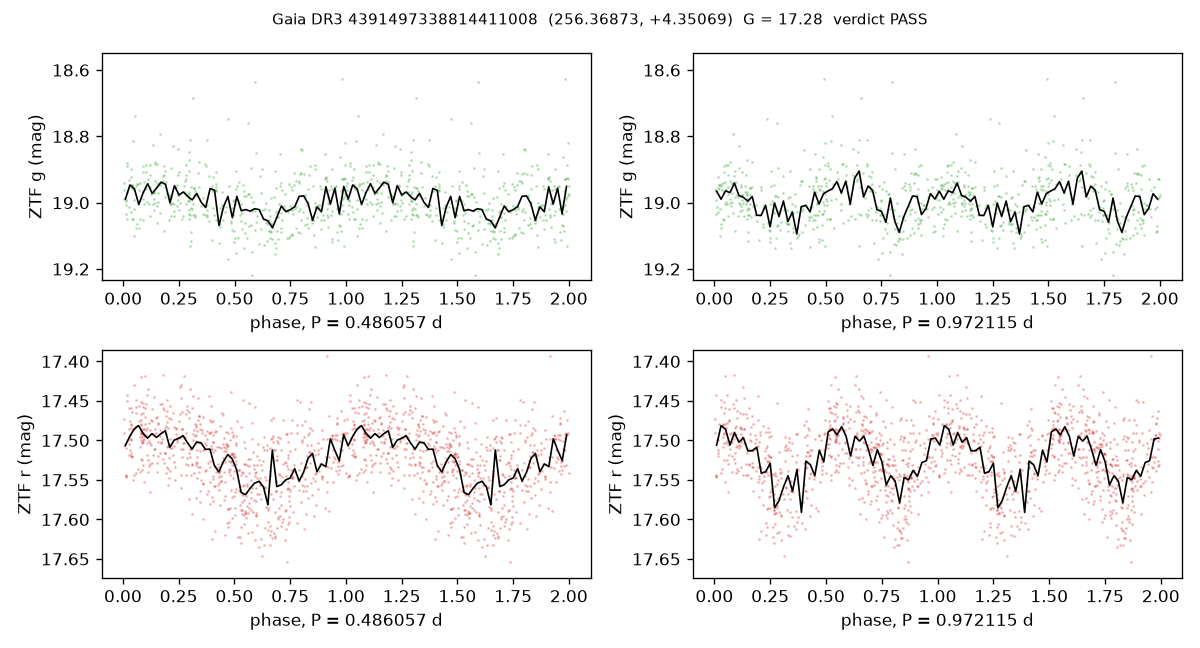 Gaia DR3 4391497338814411008 (256.36873, +4.35069) G = 17.28 verdict PASS
ZTF g (mag)
18.6
18.8
19.0
19.2
0.00 0.25 0.50 0.75 1.00 1.25 1.50 1.75 2.00
phase, P = 0.486057 d
ZTF g (mag)
18.6
18.8
19.0
19.2
0.00 0.25 0.50 0.75 1.00 1.25 1.50 1.75 2.00
phase, P = 0.972115 d
ZTF r (mag)
17.40
17.45
17.50
17.55
17.60
17.65
0.00 0.25 0.50 0.75 1.00 1.25 1.50 1.75 2.00
phase, P = 0.486057 d
ZTF r (mag)
17.40
17.45
17.50
17.55
17.60
17.65
0.00 0.25 0.50 0.75 1.00 1.25 1.50 1.75 2.00
phase, P = 0.972115 d